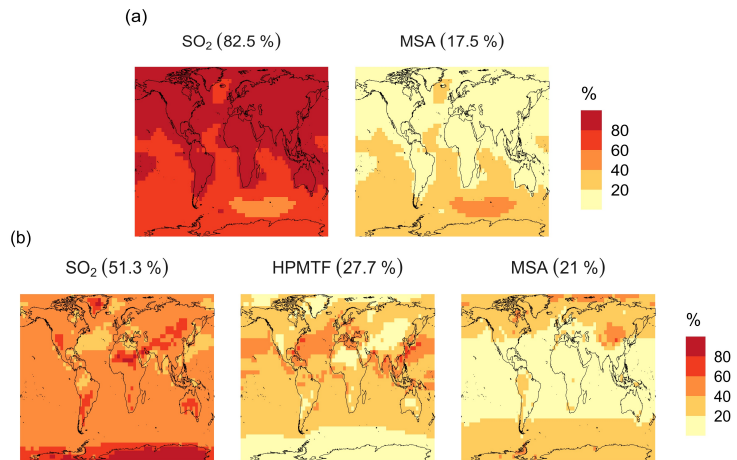 (a)
SO₂ (82.5 %)
MSA (17.5 %)
%
80
60
40
20
(b)
SO₂ (51.3 %)
HPMTF (27.7 %)
MSA (21 %)
%
80
60
40
20